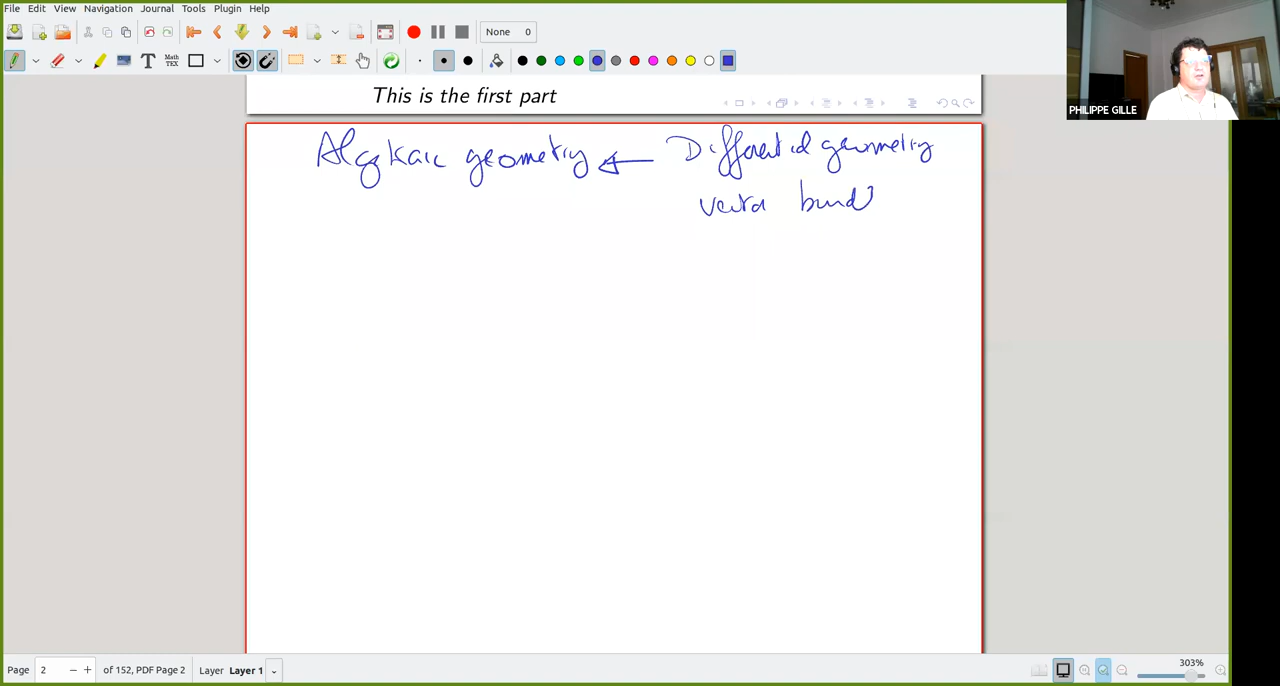 File Edit View Navigation Journal Tools Plugin Help
None 0
PHILIPPE GILLE
This is the first part
Algebraic geometry ← Differential geometry
vector bund
Page 2 of 152, PDF Page 2 Layer Layer 1 303%